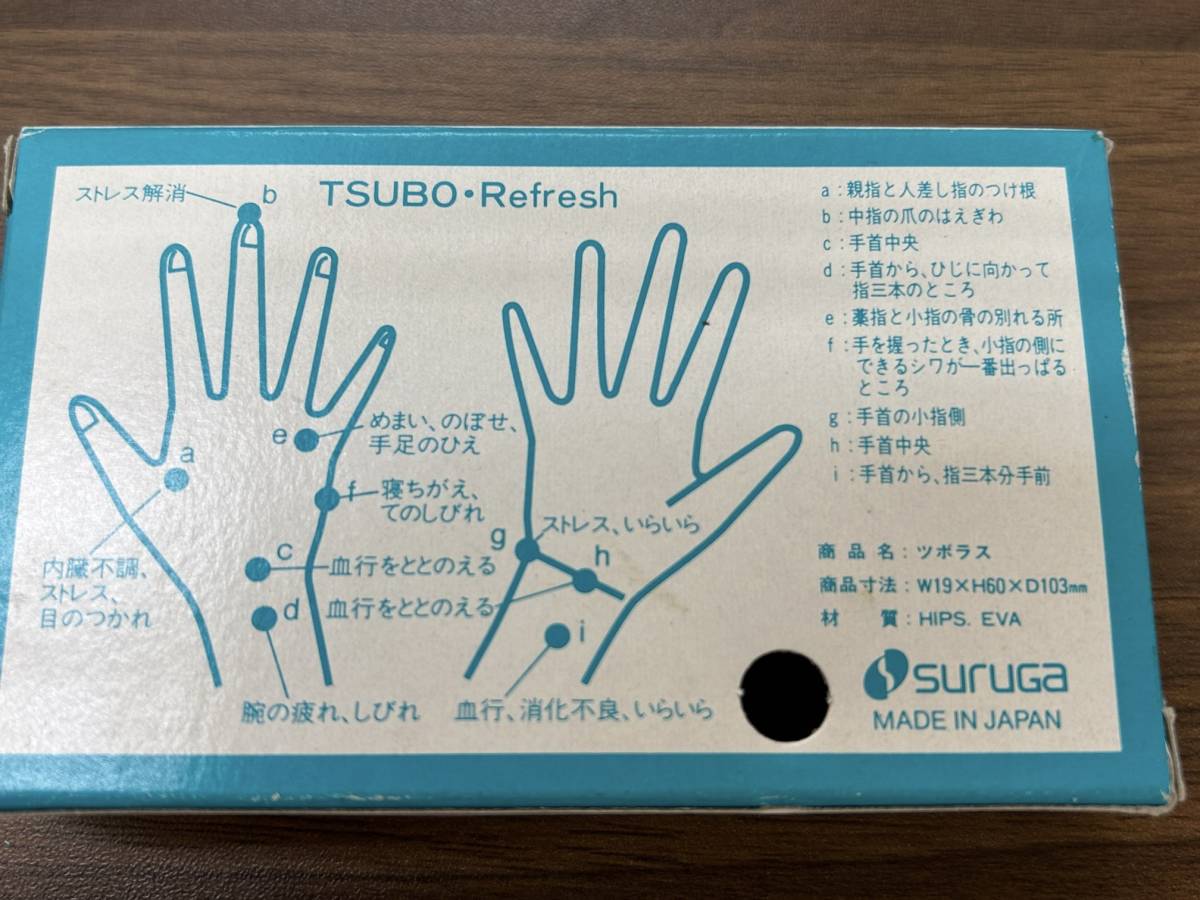 ストレス解消
b
TSUBO・Refresh
a
内臓不調、
ストレス、
目のつかれ
e
めまい、のぼせ、
手足のひえ
f
寝ちがえ、
てのしびれ
c
血行をととのえる
d
血行をととのえる
腕の疲れ、しびれ
g
ストレス、いらいら
h
i
血行、消化不良、いらいら
a：親指と人差し指のつけ根
b：中指の爪のはえぎわ
c：手首中央
d：手首から、ひじに向かって
指三本のところ
e：薬指と小指の骨の別れる所
f：手を握ったとき、小指の側に
できるシワが一番出っぱる
ところ
g：手首の小指側
h：手首中央
i：手首から、指三本分手前
商品名：ツボラス
商品寸法：W19×H60×D103mm
材質：HIPS. EVA
suruga
MADE IN JAPAN